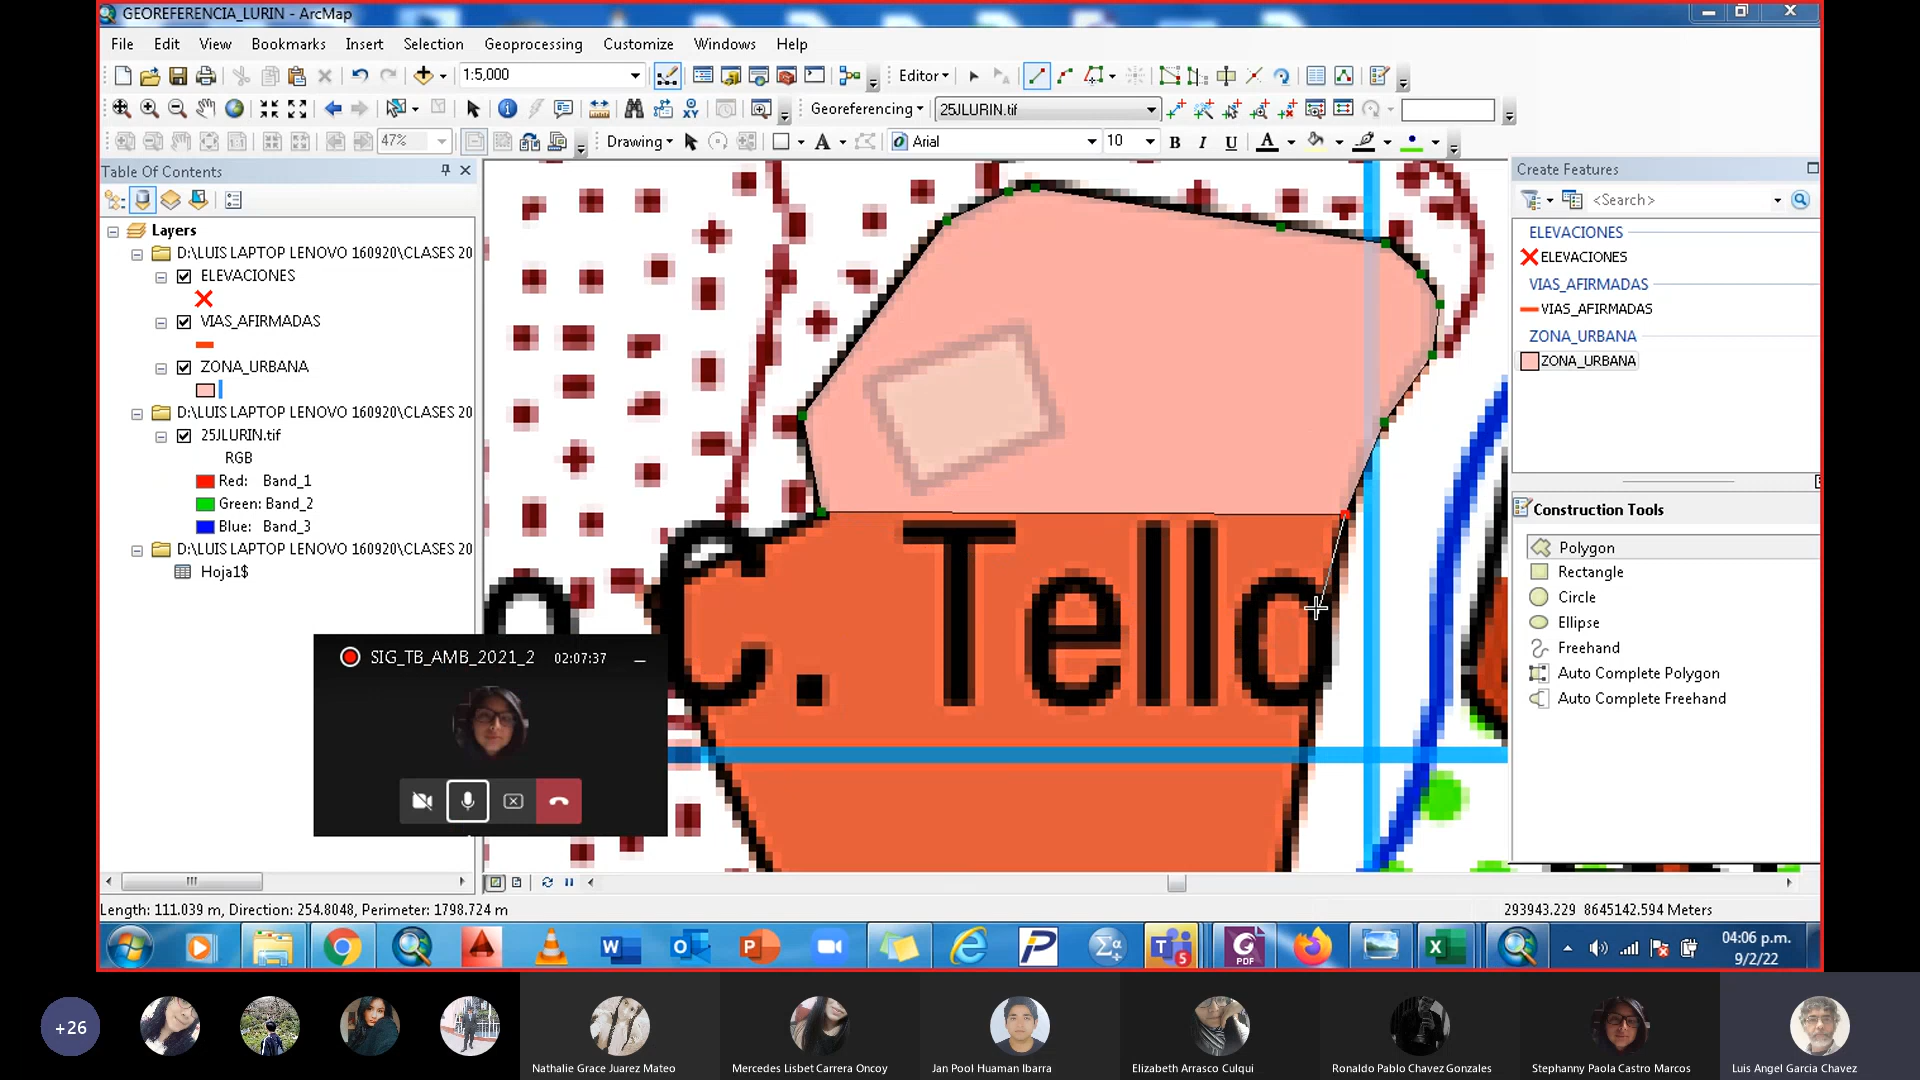 GEOREFERENCIA_LURIN - ArcMap
File Edit View Bookmarks Insert Selection Geoprocessing Customize Windows Help
1:5,000 Editor
Georeferencing 25JLURIN.tif
47% Drawing A Arial 10 B I U A
Table Of Contents
Layers
D:\LUIS LAPTOP LENOVO 160920\CLASES 20
ELEVACIONES
VIAS_AFIRMADAS
ZONA_URBANA
D:\LUIS LAPTOP LENOVO 160920\CLASES 20
25JLURIN.tif
RGB
Red: Band_1
Green: Band_2
Blue: Band_3
D:\LUIS LAPTOP LENOVO 160920\CLASES 20
Hoja1$
C. Tello
SIG_TB_AMB_2021_2 02:07:37
Create Features
<Search>
ELEVACIONES
ELEVACIONES
VIAS_AFIRMADAS
VIAS_AFIRMADAS
ZONA_URBANA
ZONA_URBANA
Construction Tools
Polygon
Rectangle
Circle
Ellipse
Freehand
Auto Complete Polygon
Auto Complete Freehand
Length: 111.039 m, Direction: 254.8048, Perimeter: 1798.724 m
293943.229 8645142.594 Meters
04:06 p.m.
9/2/22
+26
Nathalie Grace Juarez Mateo
Mercedes Lisbet Carrera Oncoy
Jan Pool Huaman Ibarra
Elizabeth Arrasco Culqui
Ronaldo Pablo Chavez Gonzales
Stephanny Paola Castro Marcos
Luis Angel Garcia Chavez